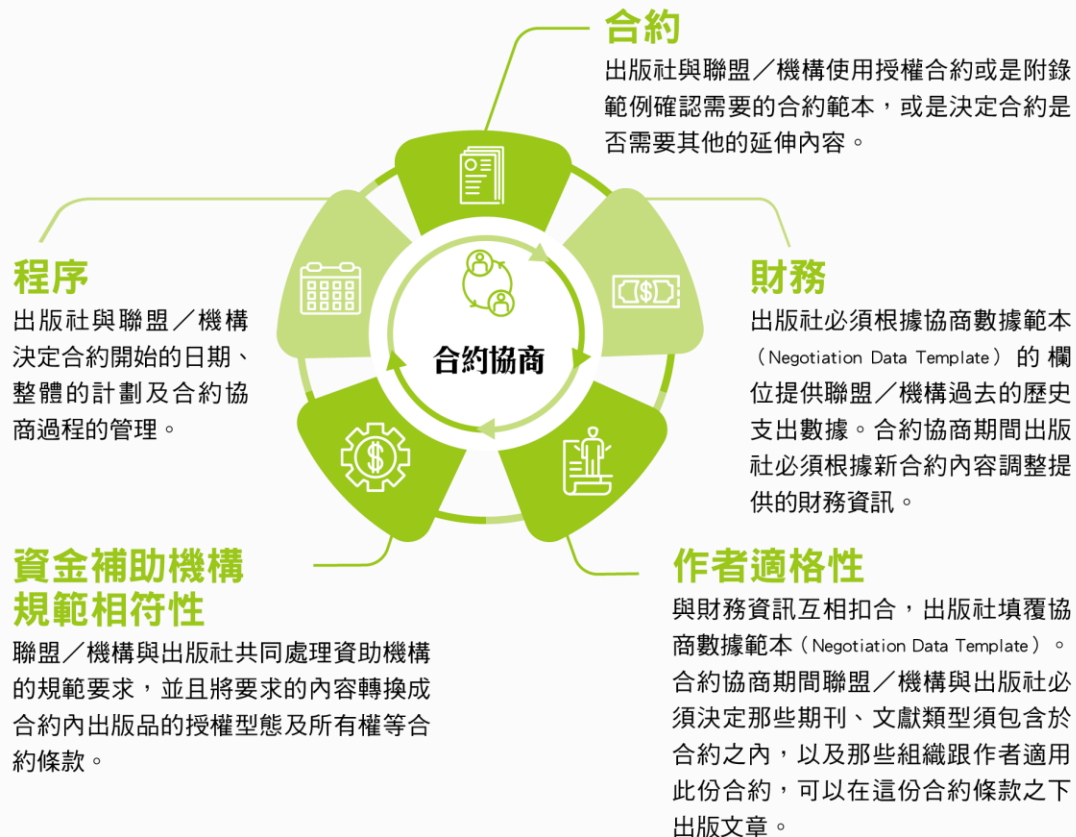 合約
出版社與聯盟／機構使用授權合約或是附錄
範例確認需要的合約範本，或是決定合約是
否需要其他的延伸內容。
財務
出版社必須根據協商數據範本
（Negotiation Data Template）的欄
位提供聯盟／機構過去的歷史
支出數據。合約協商期間出版
社必須根據新合約內容調整提
供的財務資訊。
作者適格性
與財務資訊互相扣合，出版社填覆協
商數據範本（Negotiation Data Template）。
合約協商期間聯盟／機構與出版社必
須決定那些期刊、文獻類型須包含於
合約之內，以及那些組織跟作者適用
此份合約，可以在這份合約條款之下
出版文章。
資金補助機構
規範相符性
聯盟／機構與出版社共同處理資助機構
的規範要求，並且將要求的內容轉換成
合約內出版品的授權型態及所有權等合
約條款。
程序
出版社與聯盟／機構
決定合約開始的日期、
整體的計劃及合約協
商過程的管理。
合約協商